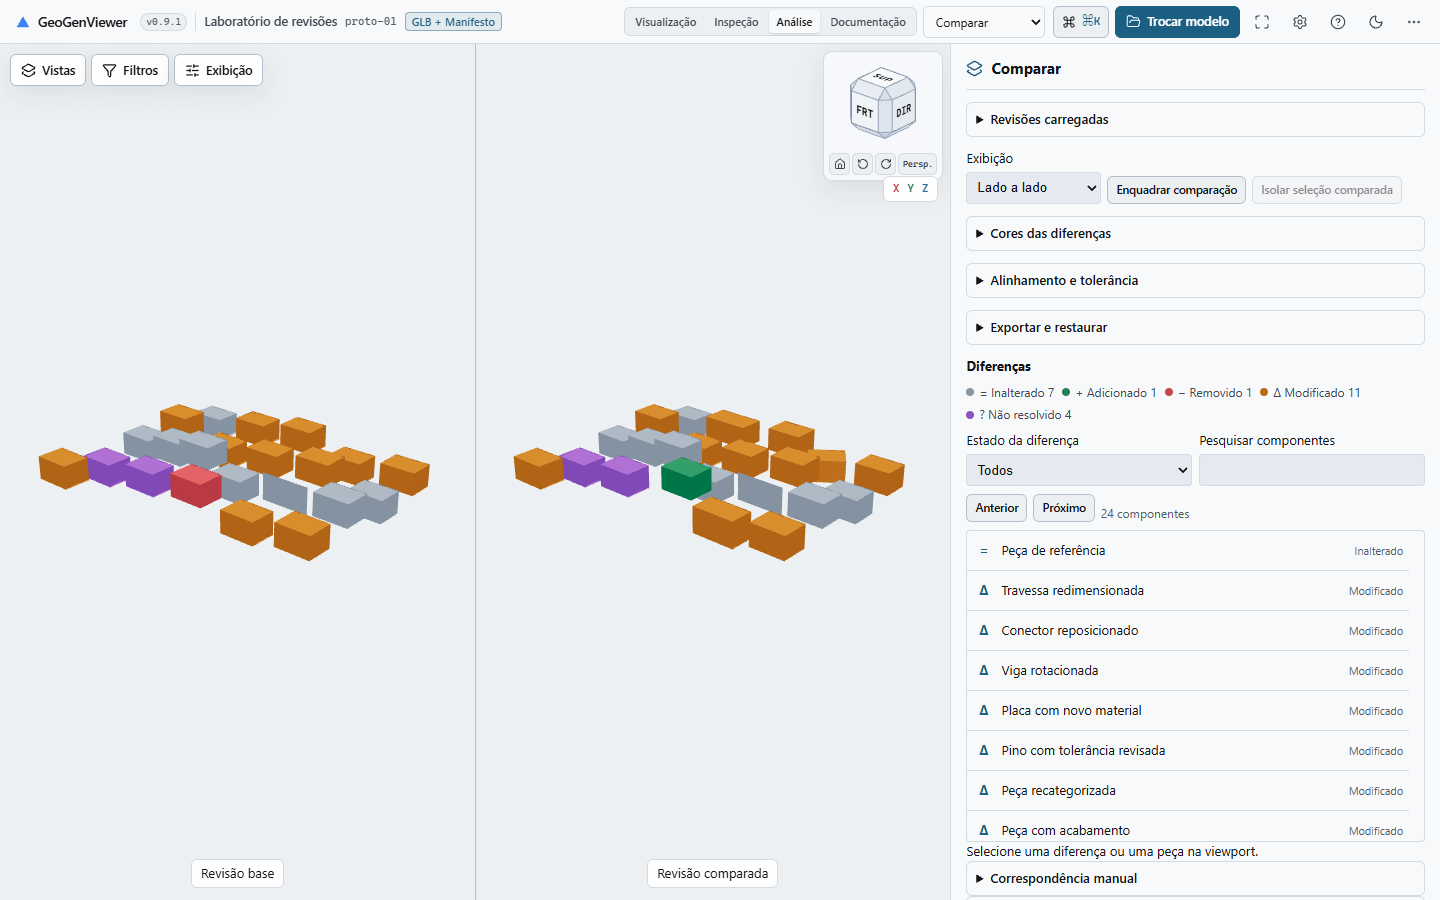 GeoGenViewer v0.9.1 Laboratório de revisões proto-01 GLB + Manifesto Visualização Inspeção Análise Documentação Comparar ⌘K Trocar modelo
Vistas Filtros Exibição
SUP
FRT DIR
Persp.
X Y Z
Revisão base
Revisão comparada
Comparar
Revisões carregadas
Exibição
Lado a lado Enquadrar comparação Isolar seleção comparada
Cores das diferenças
Alinhamento e tolerância
Exportar e restaurar
Diferenças
= Inalterado 7 + Adicionado 1 − Removido 1 Δ Modificado 11
? Não resolvido 4
Estado da diferença Pesquisar componentes
Todos
Anterior Próximo 24 componentes
= Peça de referência Inalterado
Δ Travessa redimensionada Modificado
Δ Conector reposicionado Modificado
Δ Viga rotacionada Modificado
Δ Placa com novo material Modificado
Δ Pino com tolerância revisada Modificado
Δ Peça recategorizada Modificado
Δ Peça com acabamento Modificado
Selecione uma diferença ou uma peça na viewport.
Correspondência manual